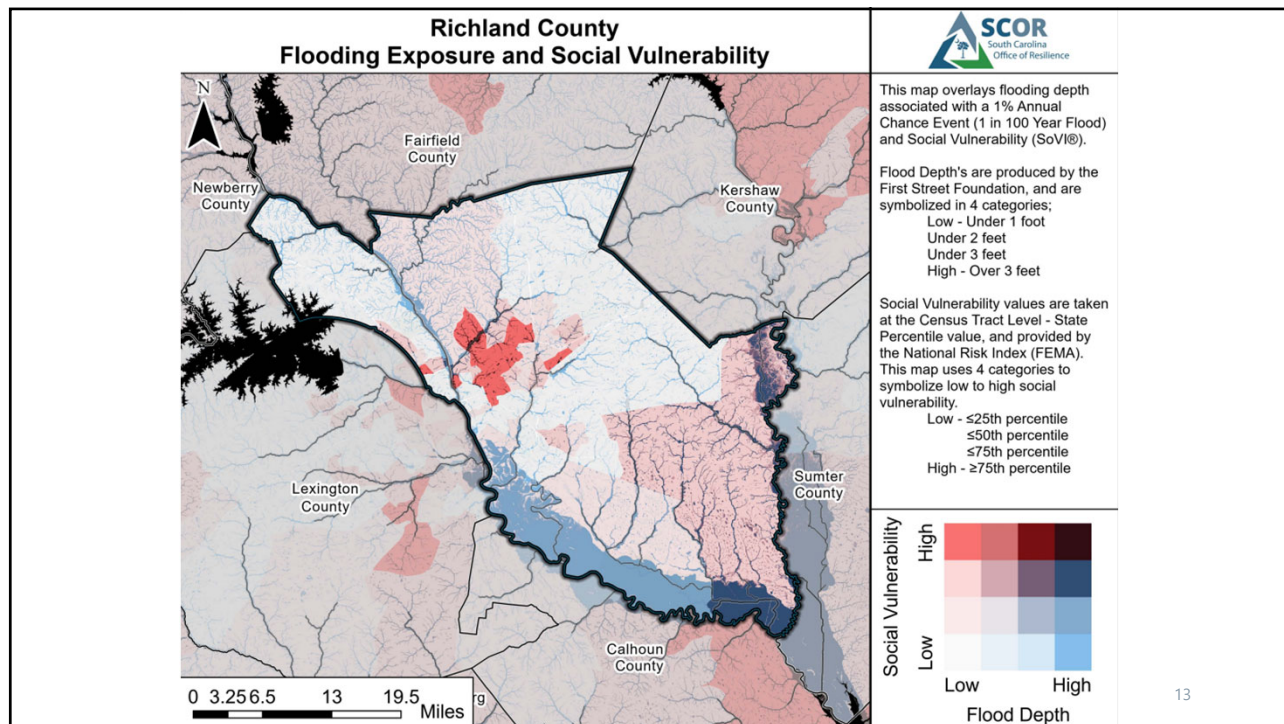 Richland County
Flooding Exposure and Social Vulnerability
N
Fairfield
County
Newberry
County
Kershaw
County
Lexington
County
Sumter
County
Calhoun
County
rg
0 3.25 6.5 13 19.5
Miles
SCOR
South Carolina
Office of Resilience
This map overlays flooding depth
associated with a 1% Annual
Chance Event (1 in 100 Year Flood)
and Social Vulnerability (SoVI®).
Flood Depth's are produced by the
First Street Foundation, and are
symbolized in 4 categories;
Low - Under 1 foot
Under 2 feet
Under 3 feet
High - Over 3 feet
Social Vulnerability values are taken
at the Census Tract Level - State
Percentile value, and provided by
the National Risk Index (FEMA).
This map uses 4 categories to
symbolize low to high social
vulnerability.
Low - ≤25th percentile
≤50th percentile
≤75th percentile
High - ≥75th percentile
Social Vulnerability
High
Low
Low High
Flood Depth
13